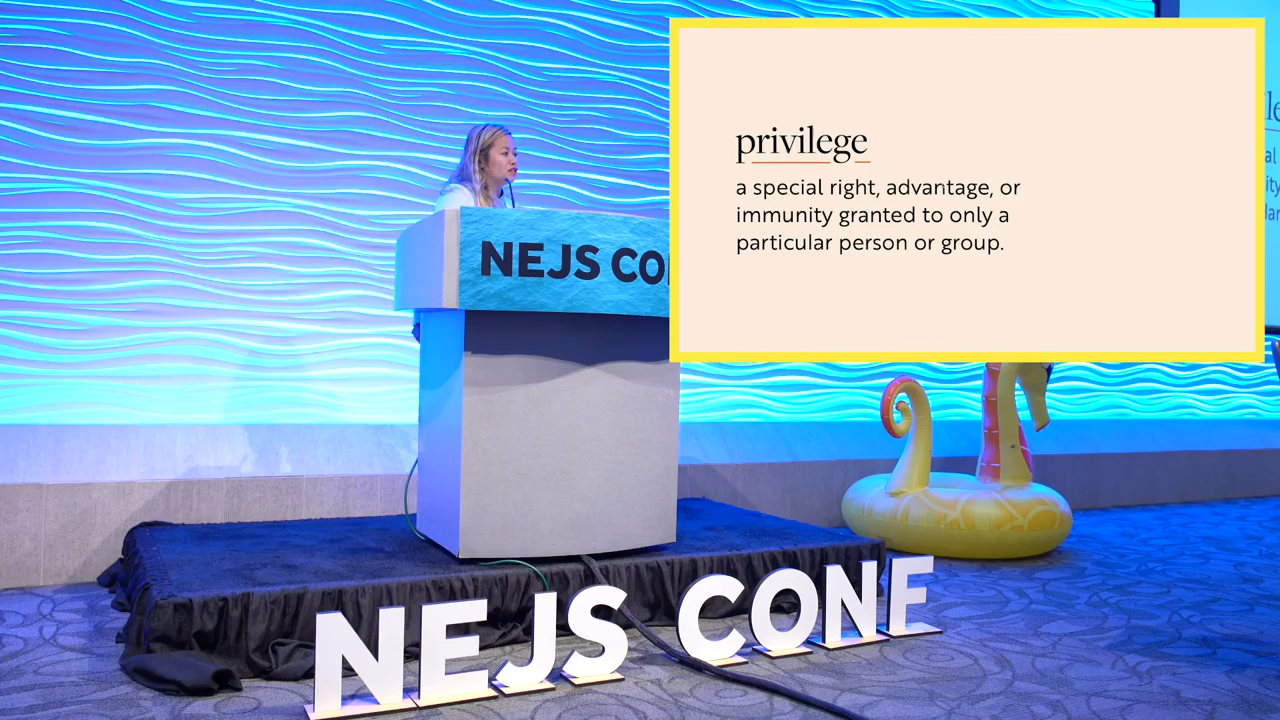 privilege
a special right, advantage, or
immunity granted to only a
particular person or group.
NEJS CO
NEJS CONF